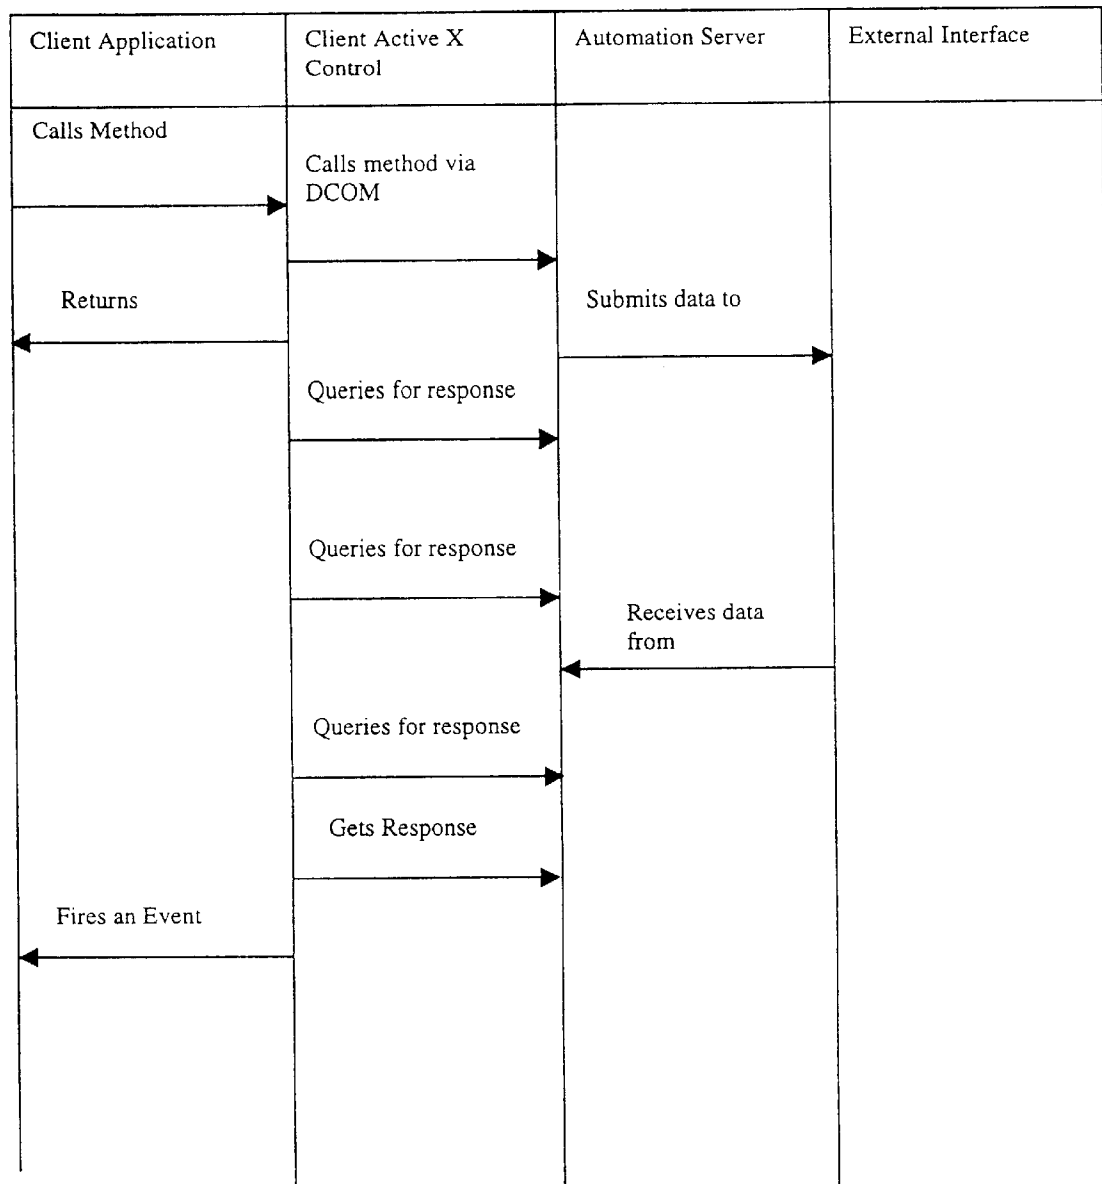 Client Application
Client Active X
Control
Automation Server
External Interface
Calls Method
Calls method via
DCOM
Returns
Submits data to
Queries for response
Queries for response
Receives data
from
Queries for response
Gets Response
Fires an Event